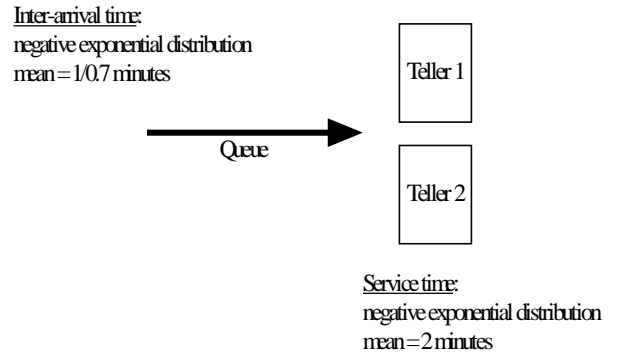 Inter-arrival time:
negative exponential distribution
mean = 1/0.7 minutes
Teller 1
Queue
Teller 2
Service time:
negative exponential distribution
mean = 2 minutes